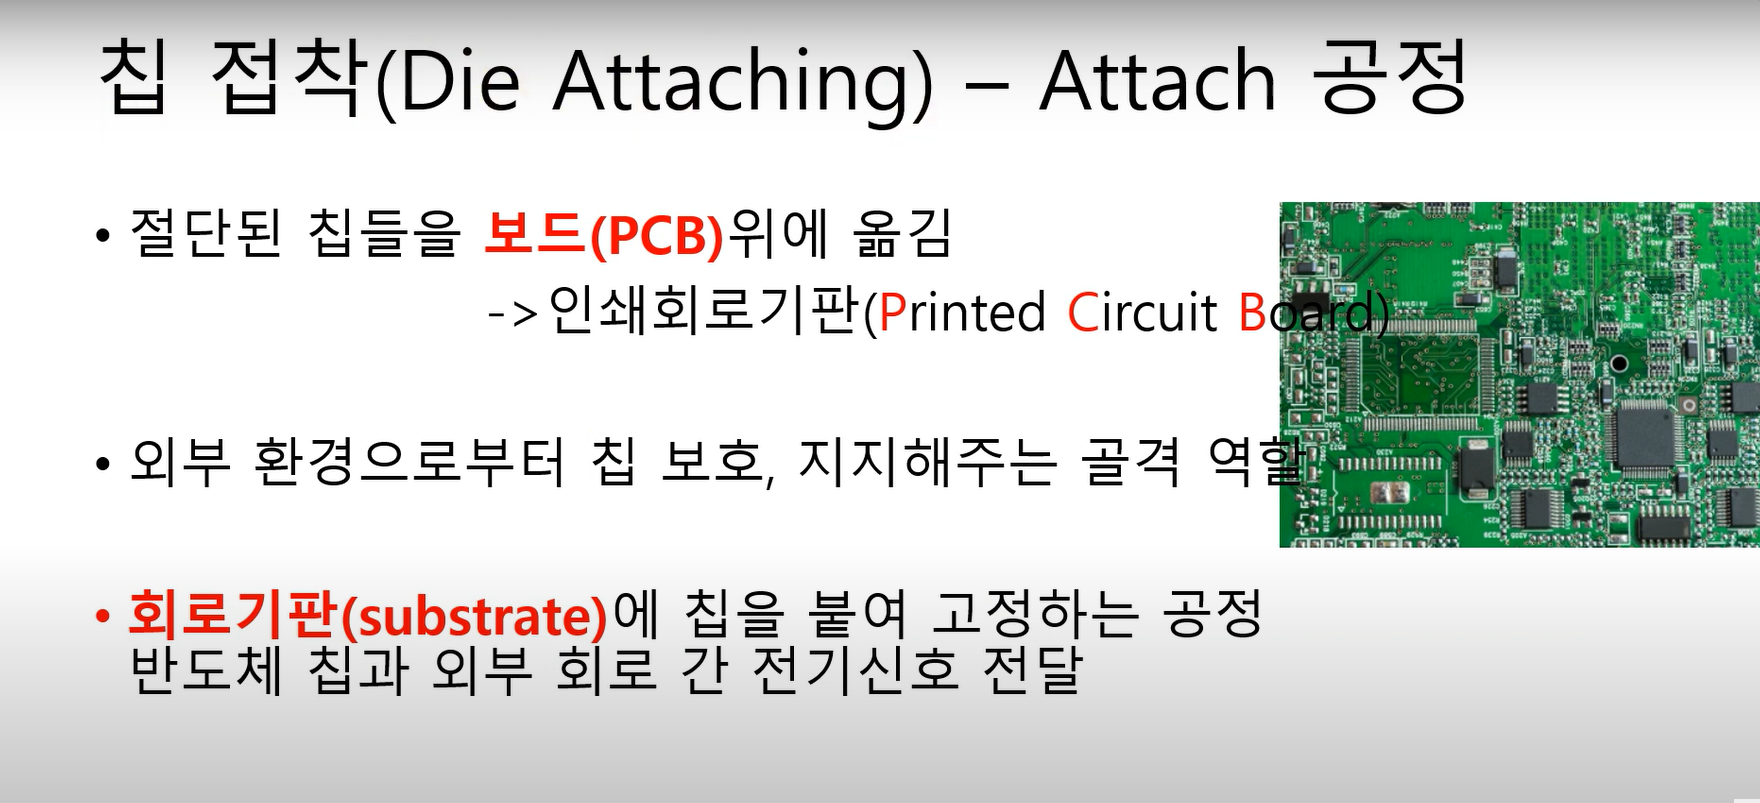 칩 접착(Die Attaching) – Attach 공정
• 절단된 칩들을 보드(PCB)위에 옮김
->인쇄회로기판(Printed Circuit Board)
• 외부 환경으로부터 칩 보호, 지지해주는 골격 역할
• 회로기판(substrate)에 칩을 붙여 고정하는 공정
반도체 칩과 외부 회로 간 전기신호 전달